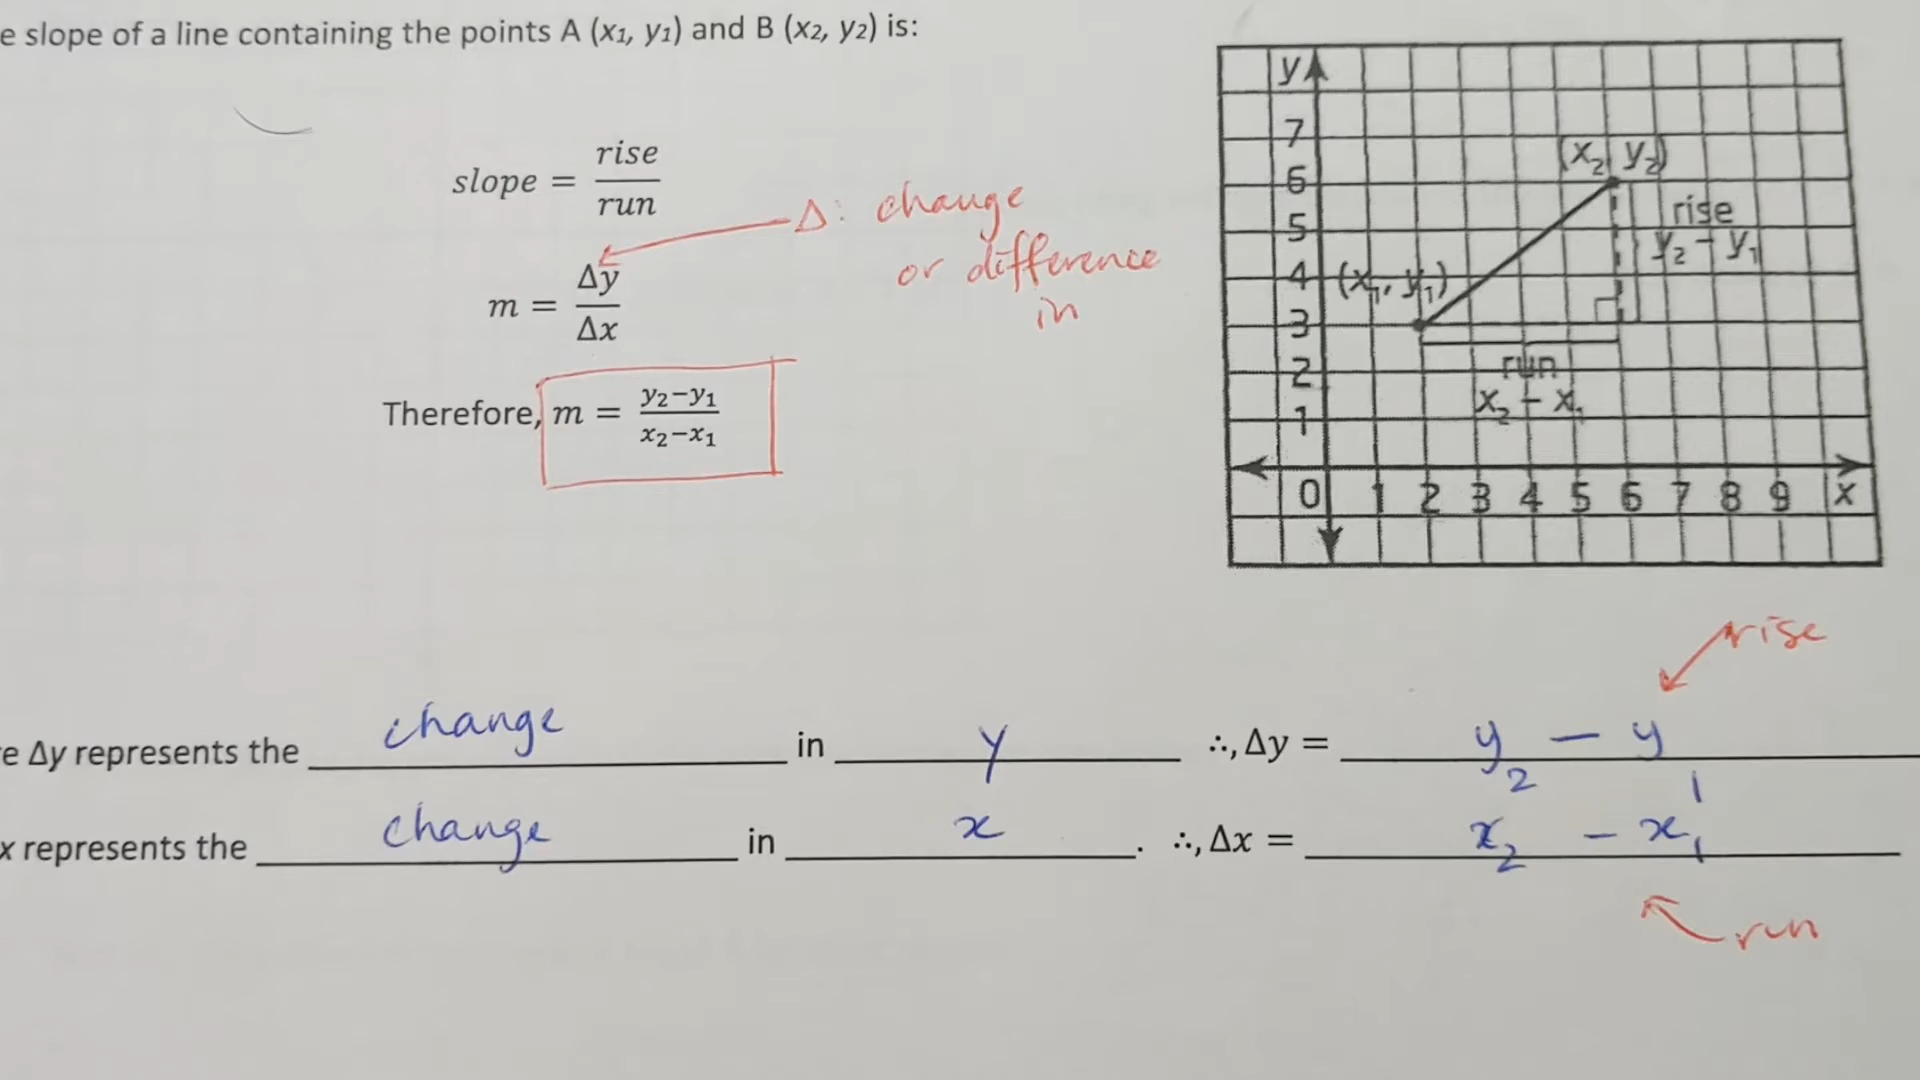 e slope of a line containing the points A (x₁, y₁) and B (x₂, y₂) is:
slope = rise/run
Δ: change
or difference
in
m = Δy/Δx
Therefore, m = y₂−y₁/x₂−x₁
y
7
6
5
4
3
2
1
0 1 2 3 4 5 6 7 8 9 x
(x₂ y₂)
rise
y₂ − y₁
(x₁, y₁)
run
x₂ − x₁
rise
e Δy represents the change in y ∴, Δy = y₂ − y₁
x represents the change in x . ∴, Δx = x₂ − x₁
run